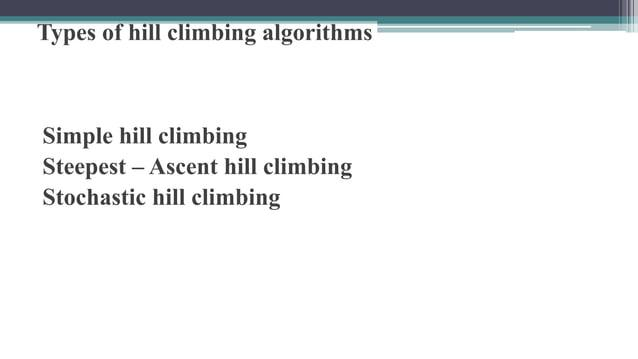 Types of hill climbing algorithms
Simple hill climbing
Steepest – Ascent hill climbing
Stochastic hill climbing